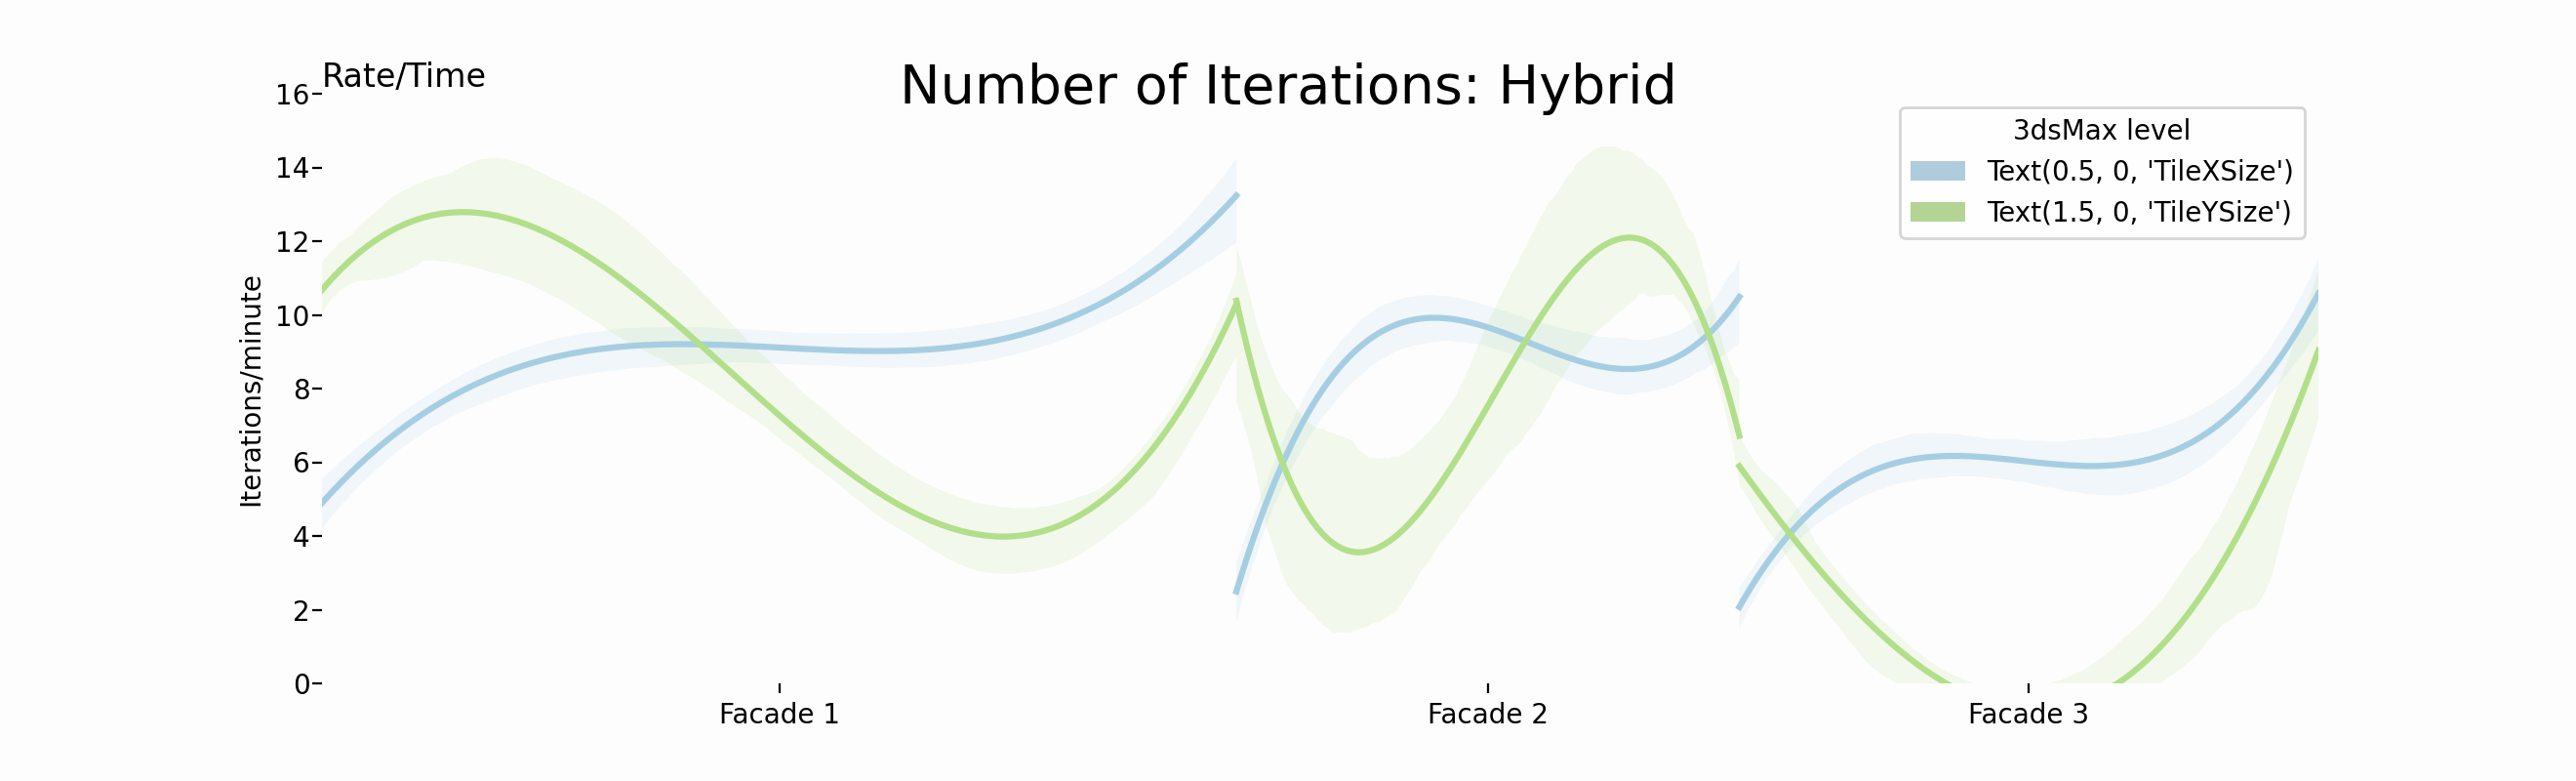 Number of Iterations: Hybrid
Rate/Time
3dsMax level
Text(0.5, 0, 'TileXSize')
Text(1.5, 0, 'TileYSize')
Iterations/minute
16
14
12
10
8
6
4
2
0
Facade 1
Facade 2
Facade 3